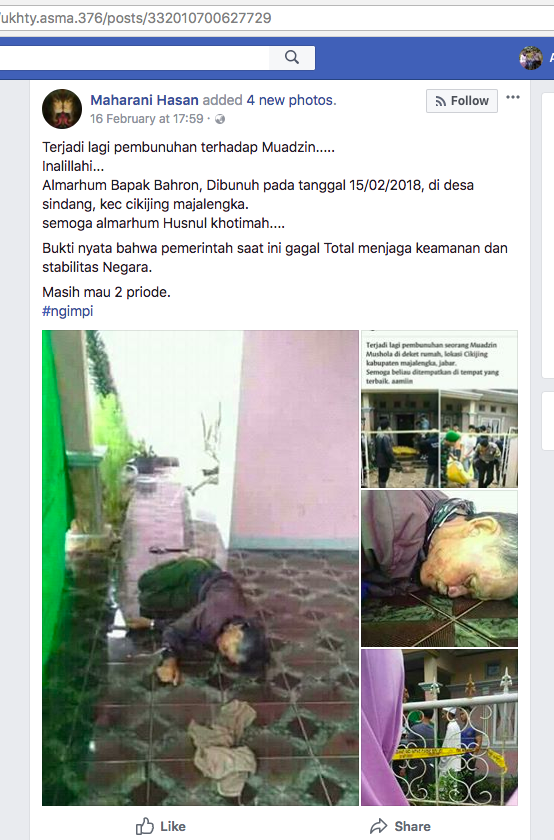 ukhty.asma.376/posts/332010700627729
Maharani Hasan added 4 new photos.
Follow
16 February at 17:59 ·
Terjadi lagi pembunuhan terhadap Muadzin.....
Inalillahi...
Almarhum Bapak Bahron, Dibunuh pada tanggal 15/02/2018, di desa
sindang, kec cikijing majalengka.
semoga almarhum Husnul khotimah....
Bukti nyata bahwa pemerintah saat ini gagal Total menjaga keamanan dan
stabilitas Negara.
Masih mau 2 priode.
#ngimpi
Terjadi lagi pembunuhan seorang Muadzin
Mushola di deket rumah, lokasi Cikijing
kabupaten majalengka, jabar.
Semoga beliau ditempatkan di tempat yang
terbaik. aamiin
Like
Share